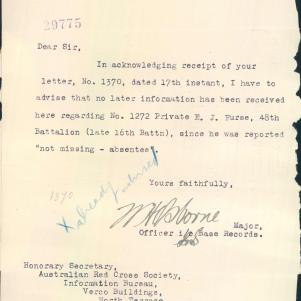 29775
Dear Sir,
In acknowledging receipt of your
letter, No. 1370, dated 17th instant, I have to
advise that no later information has been received
here regarding No. 1272 Private E. J. Furse, 48th
Battalion (late 16th Battn), since he was reported
"not missing - absentee".
Yours faithfully,
1370
x already
Major,
Officer i/c Base Records.
Honorary Secretary,
Australian Red Cross Society,
Information Bureau,
Verco Buildings,
North Terrace